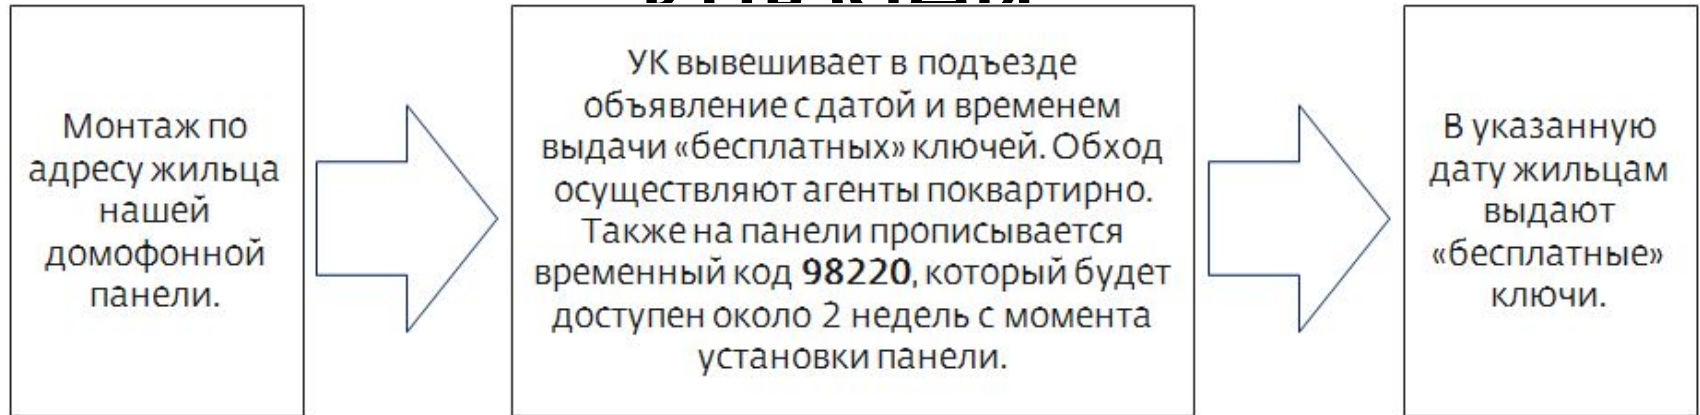 Монтаж по
адресу жильца
нашей
домофонной
панели.
УК вывешивает в подъезде
объявление с датой и временем
выдачи «бесплатных» ключей. Обход
осуществляют агенты поквартирно.
Также на панели прописывается
временный код 98220, который будет
доступен около 2 недель с момента
установки панели.
В указанную
дату жильцам
выдают
«бесплатные»
ключи.